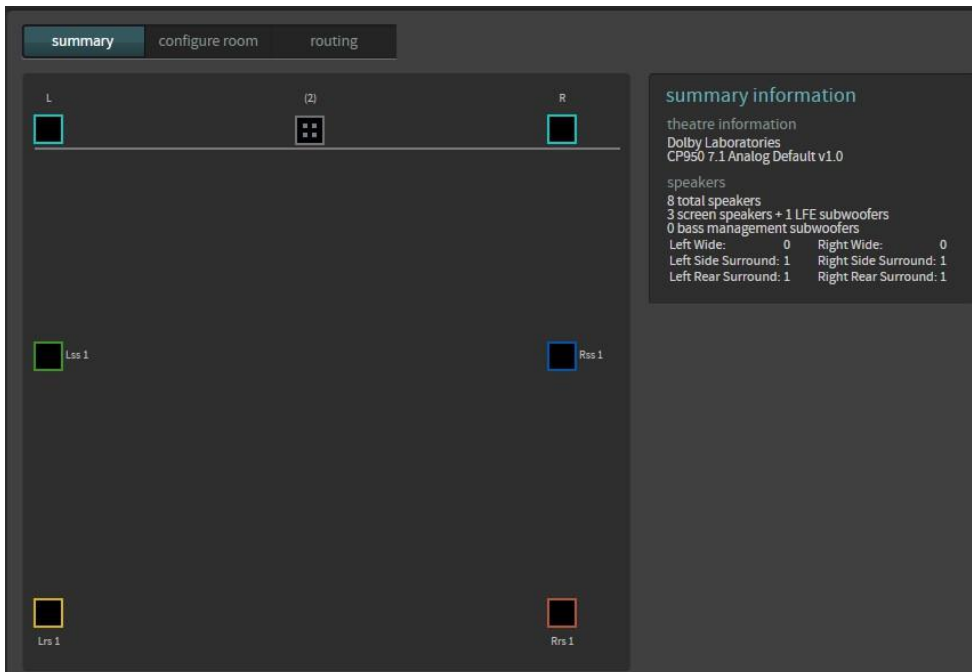 summary configure room routing
L (2) R
Lss 1 Rss 1
Lrs 1 Rrs 1
summary information
theatre information
Dolby Laboratories
CP950 7.1 Analog Default v1.0
speakers
8 total speakers
3 screen speakers + 1 LFE subwoofers
0 bass management subwoofers
Left Wide: 0 Right Wide: 0
Left Side Surround: 1 Right Side Surround: 1
Left Rear Surround: 1 Right Rear Surround: 1